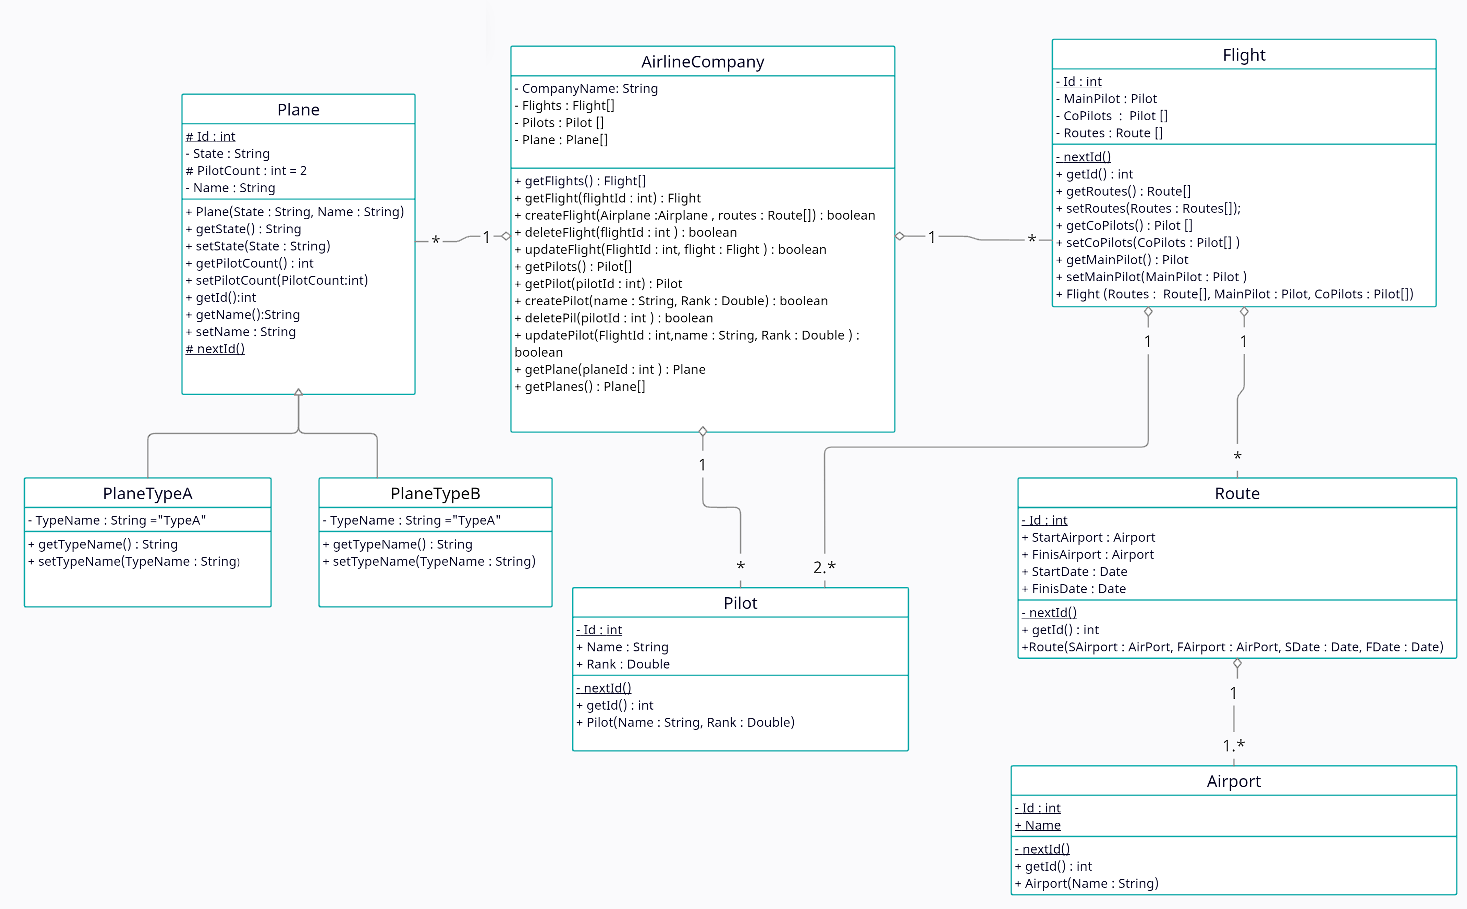 Plane
# Id : int
- State : String
# PilotCount : int = 2
- Name : String
+ Plane(State : String, Name : String)
+ getState() : String
+ setState(State : String)
+ getPilotCount() : int
+ setPilotCount(PilotCount:int)
+ getId():int
+ getName():String
+ setName : String
# nextId()
*
1
AirlineCompany
- CompanyName: String
- Flights : Flight[]
- Pilots : Pilot []
- Plane : Plane[]
+ getFlights() : Flight[]
+ getFlight(flightId : int) : Flight
+ createFlight(Airplane :Airplane , routes : Route[]) : boolean
+ deleteFlight(flightId : int ) : boolean
+ updateFlight(FlightId : int, flight : Flight ) : boolean
+ getPilots() : Pilot[]
+ getPilot(pilotId : int) : Pilot
+ createPilot(name : String, Rank : Double) : boolean
+ deletePil(pilotId : int ) : boolean
+ updatePilot(FlightId : int,name : String, Rank : Double ) :
boolean
+ getPlane(planeId : int ) : Plane
+ getPlanes() : Plane[]
1
*
Flight
- Id : int
- MainPilot : Pilot
- CoPilots : Pilot []
- Routes : Route []
- nextId()
+ getId() : int
+ getRoutes() : Route[]
+ setRoutes(Routes : Routes[]);
+ getCoPilots() : Pilot []
+ setCoPilots(CoPilots : Pilot[] )
+ getMainPilot() : Pilot
+ setMainPilot(MainPilot : Pilot )
+ Flight (Routes : Route[], MainPilot : Pilot, CoPilots : Pilot[])
1
1
1
*
2.*
*
PlaneTypeA
- TypeName : String ="TypeA"
+ getTypeName() : String
+ setTypeName(TypeName : String)
PlaneTypeB
- TypeName : String ="TypeA"
+ getTypeName() : String
+ setTypeName(TypeName : String)
Pilot
- Id : int
+ Name : String
+ Rank : Double
- nextId()
+ getId() : int
+ Pilot(Name : String, Rank : Double)
Route
- Id : int
+ StartAirport : Airport
+ FinisAirport : Airport
+ StartDate : Date
+ FinisDate : Date
- nextId()
+ getId() : int
+Route(SAirport : AirPort, FAirport : AirPort, SDate : Date, FDate : Date)
1
1.*
Airport
- Id : int
+ Name
- nextId()
+ getId() : int
+ Airport(Name : String)